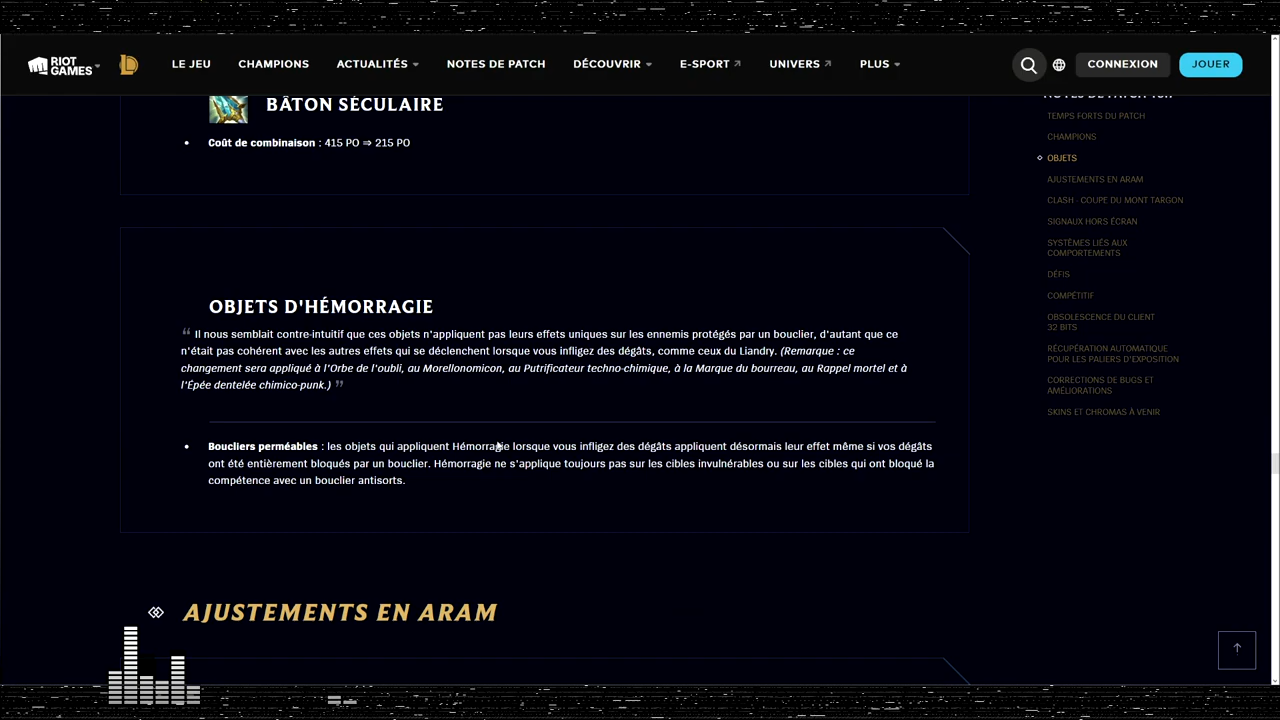 RIOT
GAMES
LE JEU
CHAMPIONS
ACTUALITÉS
NOTES DE PATCH
DÉCOUVRIR
E-SPORT
UNIVERS
PLUS
CONNEXION
JOUER
BÂTON SÉCULAIRE
Coût de combinaison : 415 PO ⇒ 215 PO
OBJETS D'HÉMORRAGIE
“ Il nous semblait contre-intuitif que ces objets n'appliquent pas leurs effets uniques sur les ennemis protégés par un bouclier, d'autant que ce
n'était pas cohérent avec les autres objets qui se déclenchent lorsque vous infligez des dégâts, comme ceux du Liandry. (Remarque : ce
changement sera appliqué à l'Orbe de l'oubli, au Morellonomicon, au Putrificateur techno-chimique, à la Marque du bourreau, au Rappel mortel et à
l'Épée dentelée chimico-punk.) ”
Boucliers perméables : les objets qui appliquent Hémorragie lorsque vous infligez des dégâts appliquent désormais leur effet même si vos dégâts
ont été entièrement bloqués par un bouclier. Hémorragie ne s'applique toujours pas sur les cibles invulnérables ou sur les cibles qui ont bloqué la
compétence avec un bouclier antisorts.
AJUSTEMENTS EN ARAM
NOTES DE PATCH
TEMPS FORTS DU PATCH
CHAMPIONS
OBJETS
AJUSTEMENTS EN ARAM
CLASH - COUPE DU MONT TARGON
SIGNAUX HORS ÉCRAN
SYSTÈMES LIÉS AUX
COMPORTEMENTS
DÉFIS
COMPÉTITIF
OBSOLESCENCE DU CLIENT
32 BITS
RÉCUPÉRATION AUTOMATIQUE
POUR LES PALIERS D'EXPOSITION
CORRECTIONS DE BUGS ET
AMÉLIORATIONS
SKINS ET CHROMAS À VENIR